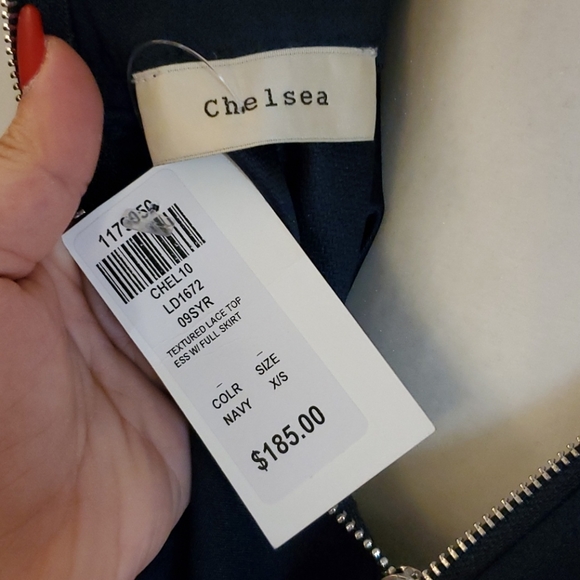 Chelsea
CHEL10
LD1672
09SYR
TEXTURED LACE TOP
ESS W/ FULL SKIRT
COLR SIZE
NAVY X/S
$185.00